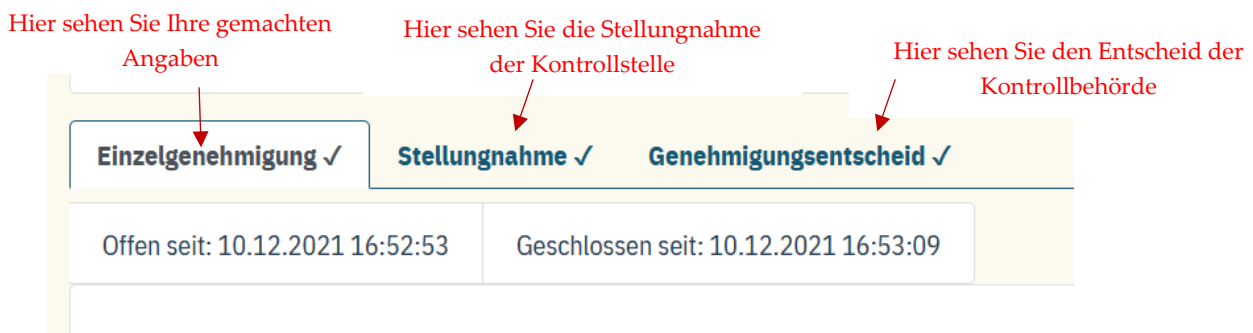 Hier sehen Sie Ihre gemachten
Angaben
Hier sehen Sie die Stellungnahme
der Kontrollstelle
Hier sehen Sie den Entscheid der
Kontrollbehörde
Einzelgenehmigung ✓
Stellungnahme ✓
Genehmigungsentscheid ✓
Offen seit: 10.12.2021 16:52:53
Geschlossen seit: 10.12.2021 16:53:09